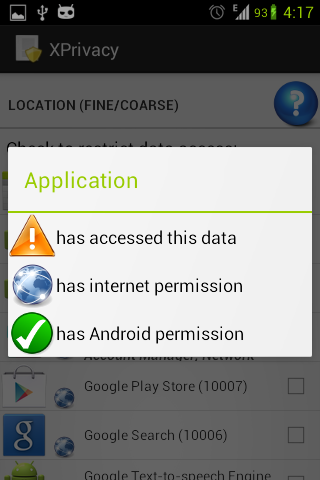 E 93 4:17
XPrivacy
LOCATION (FINE/COARSE)
Check to restrict data access:
Application
has accessed this data
has internet permission
has Android permission
Account Manager, Network
Google Play Store (10007)
Google Search (10006)
Google Text-to-speech Engine